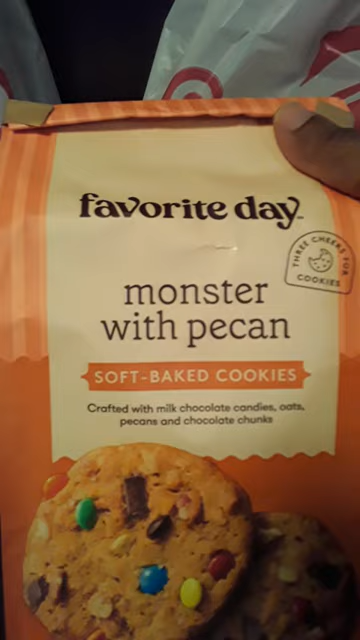 favorite day™
THREE CHEERS FOR
COOKIES
monster
with pecan
SOFT-BAKED COOKIES
Crafted with milk chocolate candies, oats,
pecans and chocolate chunks